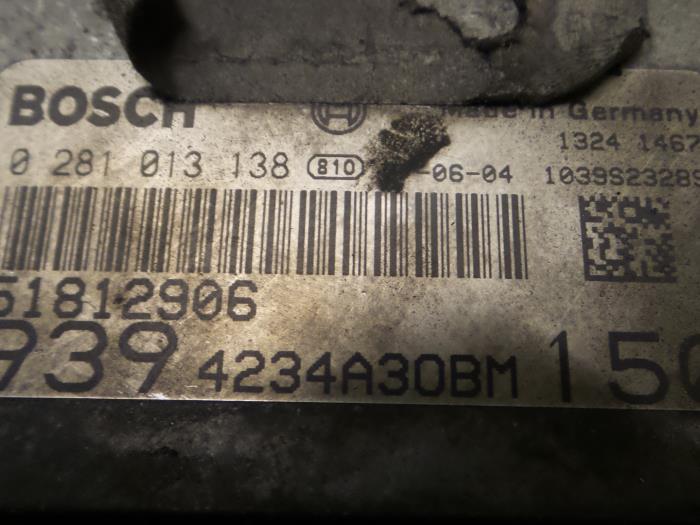 BOSCH Made in Germany
1324 1467
0 281 013 138 810 -06-04 1039S23289
51812906
939 4234A30BM 150